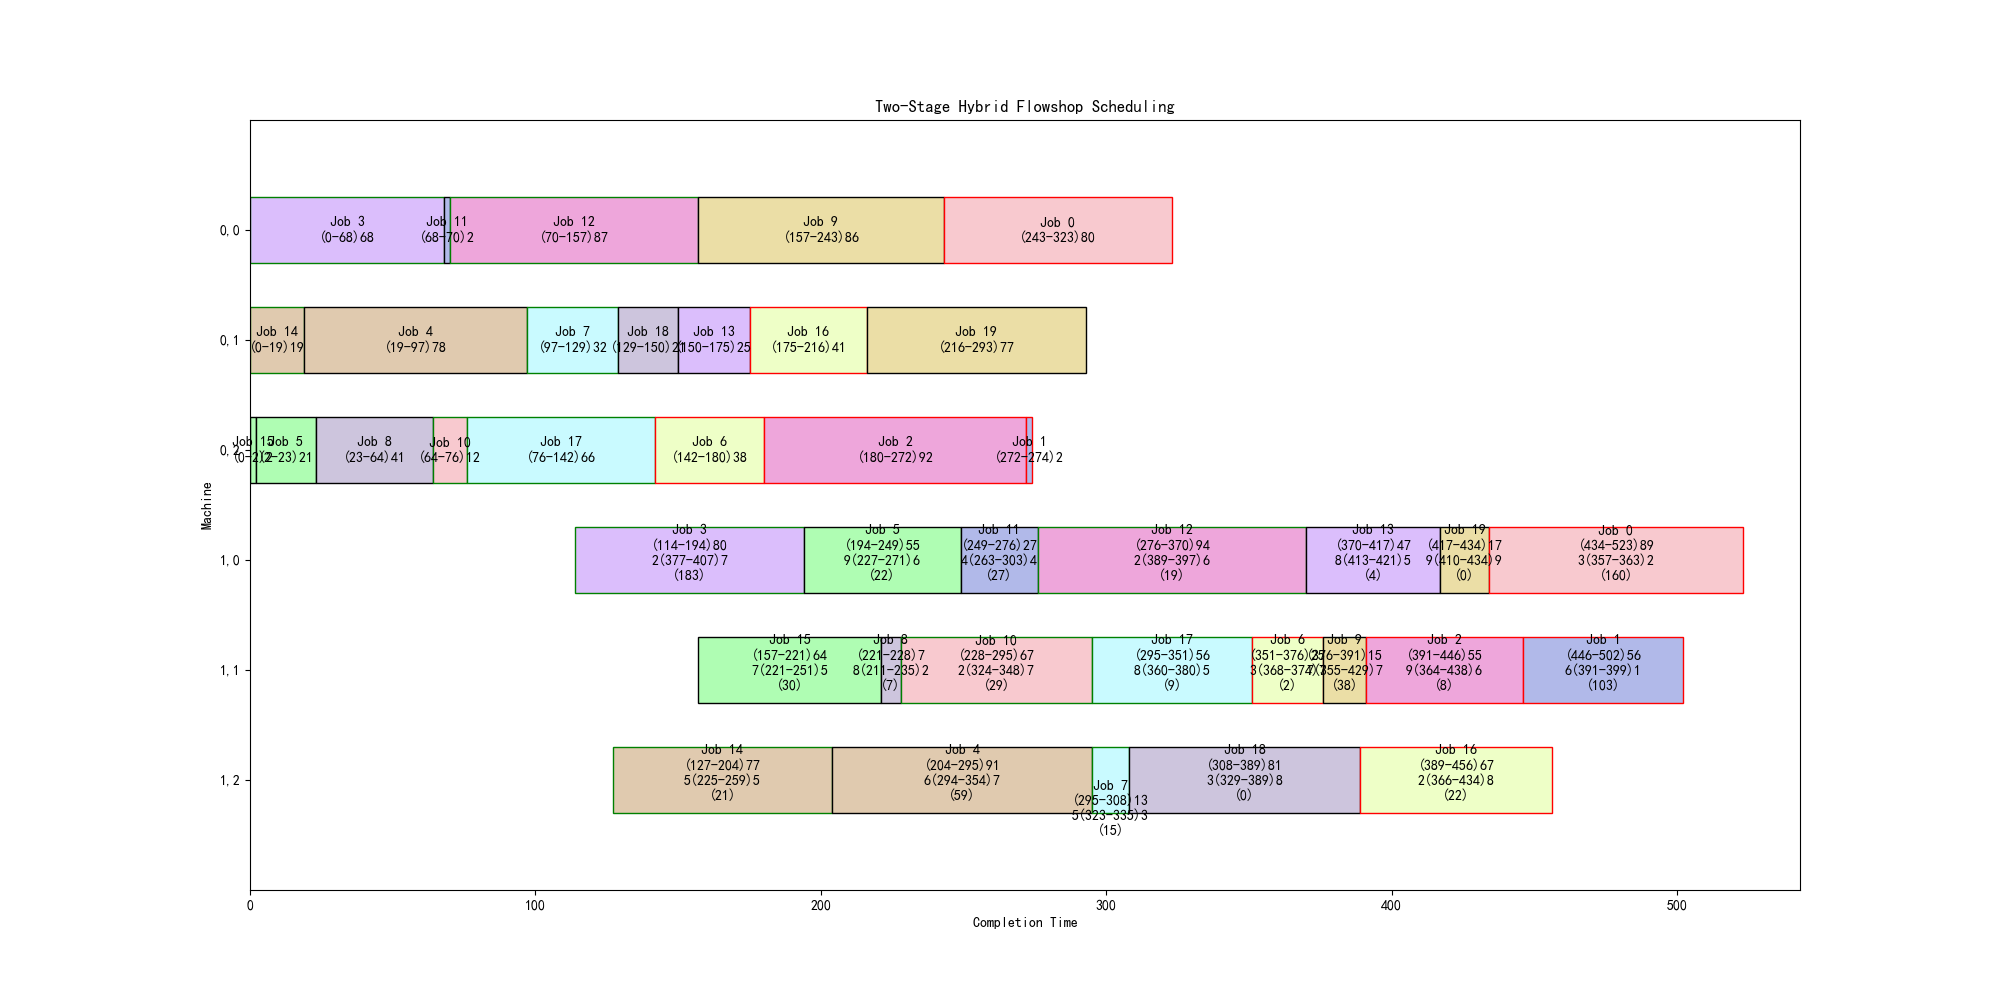 Two-Stage Hybrid Flowshop Scheduling
Machine
0,0
Job 3
(0-68)68
Job 11
(68-70)2
Job 12
(70-157)87
Job 9
(157-243)86
Job 0
(243-323)80
0,1
Job 14
(0-19)19
Job 4
(19-97)78
Job 7
(97-129)32
Job 18
(129-150)21
Job 13
(150-175)25
Job 16
(175-216)41
Job 19
(216-293)77
0,2
Job 15
(0-2)2
Job 5
(2-23)21
Job 8
(23-64)41
Job 10
(64-76)12
Job 17
(76-142)66
Job 6
(142-180)38
Job 2
(180-272)92
Job 1
(272-274)2
1,0
Job 3
(114-194)80
2(377-407)7
(183)
Job 5
(194-249)55
9(227-271)6
(22)
Job 11
(249-276)27
4(263-303)4
(27)
Job 12
(276-370)94
2(389-397)6
(19)
Job 13
(370-417)47
8(413-421)5
(4)
Job 19
(417-434)17
9(410-434)9
(0)
Job 0
(434-523)89
3(357-363)2
(160)
1,1
Job 15
(157-221)64
7(221-251)5
(30)
Job 8
(221-228)7
8(211-235)2
(7)
Job 10
(228-295)67
2(324-348)7
(29)
Job 17
(295-351)56
8(360-380)5
(9)
Job 6
(351-376)25
3(368-374)7
(2)
Job 9
(376-391)15
(355-429)7
(38)
Job 2
(391-446)55
9(364-438)6
(8)
Job 1
(446-502)56
6(391-399)1
(103)
1,2
Job 14
(127-204)77
5(225-259)5
(21)
Job 4
(204-295)91
6(294-354)7
(59)
Job 7
(295-308)13
5(323-335)3
(15)
Job 18
(308-389)81
3(329-389)8
(0)
Job 16
(389-456)67
2(366-434)8
(22)
0
100
200
300
400
500
Completion Time